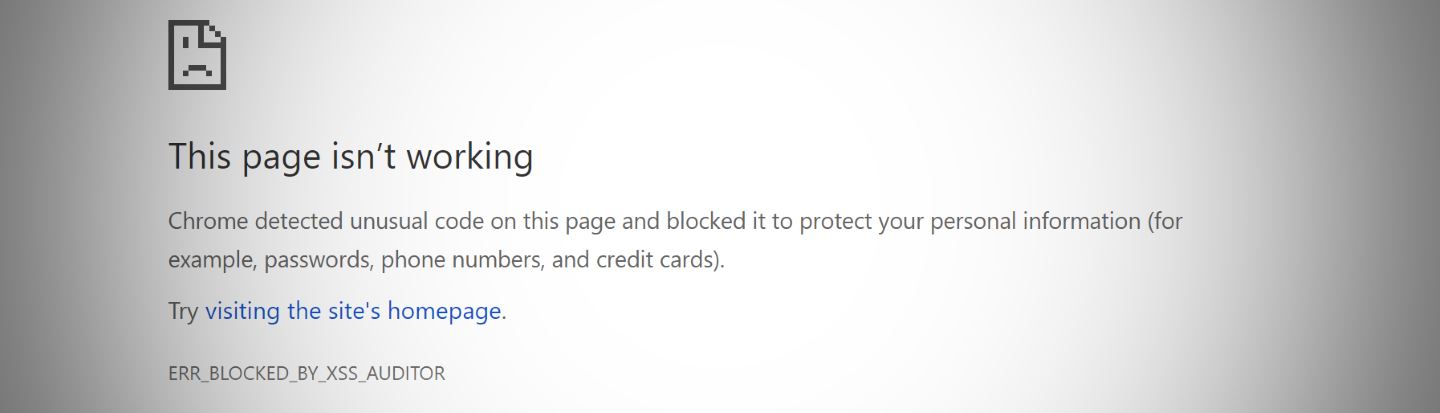 This page isn’t working
Chrome detected unusual code on this page and blocked it to protect your personal information (for
example, passwords, phone numbers, and credit cards).
Try visiting the site's homepage.
ERR_BLOCKED_BY_XSS_AUDITOR